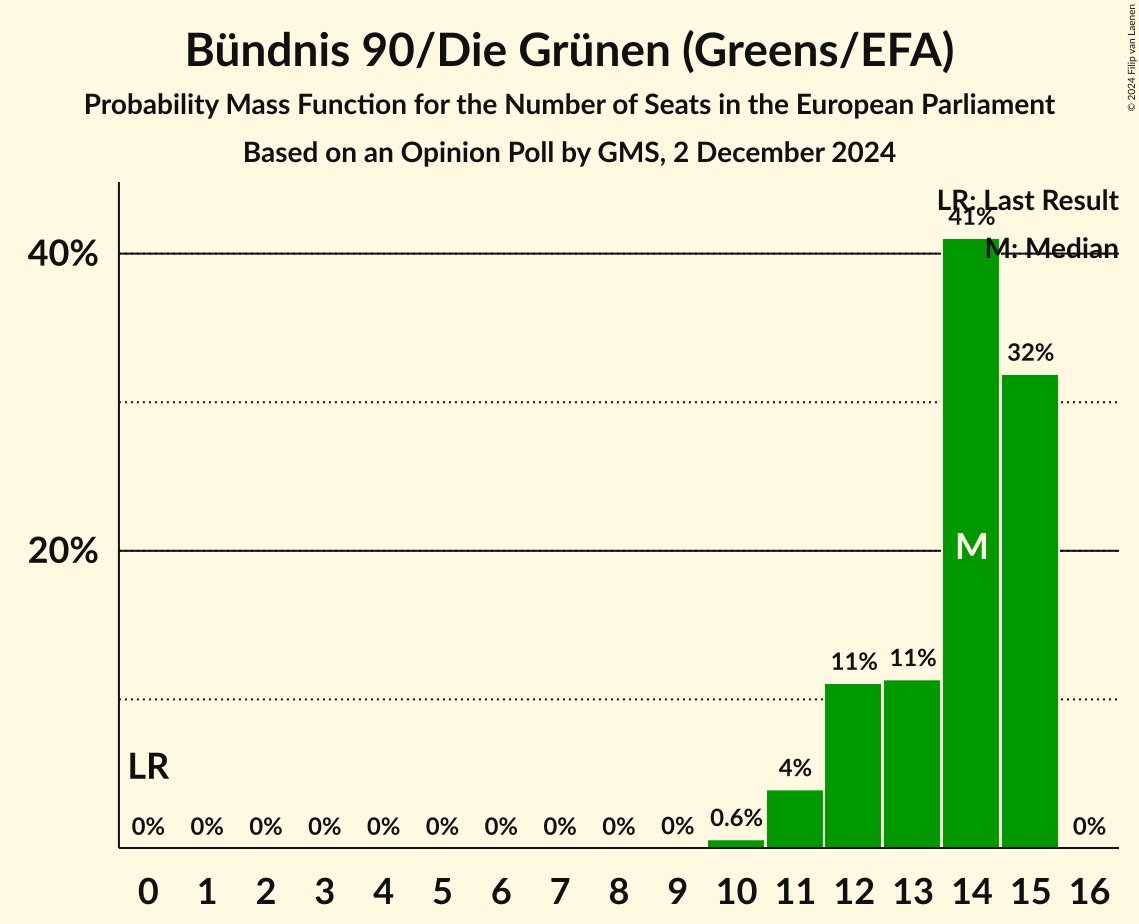 Bündnis 90/Die Grünen (Greens/EFA)
Probability Mass Function for the Number of Seats in the European Parliament
Based on an Opinion Poll by GMS, 2 December 2024
© 2024 Filip van Laenen
LR: Last Result
M: Median
41%
40%
32%
20%
M
11%
11%
LR
4%
0% 0% 0% 0% 0% 0% 0% 0% 0% 0% 0.6% 0%
0 1 2 3 4 5 6 7 8 9 10 11 12 13 14 15 16